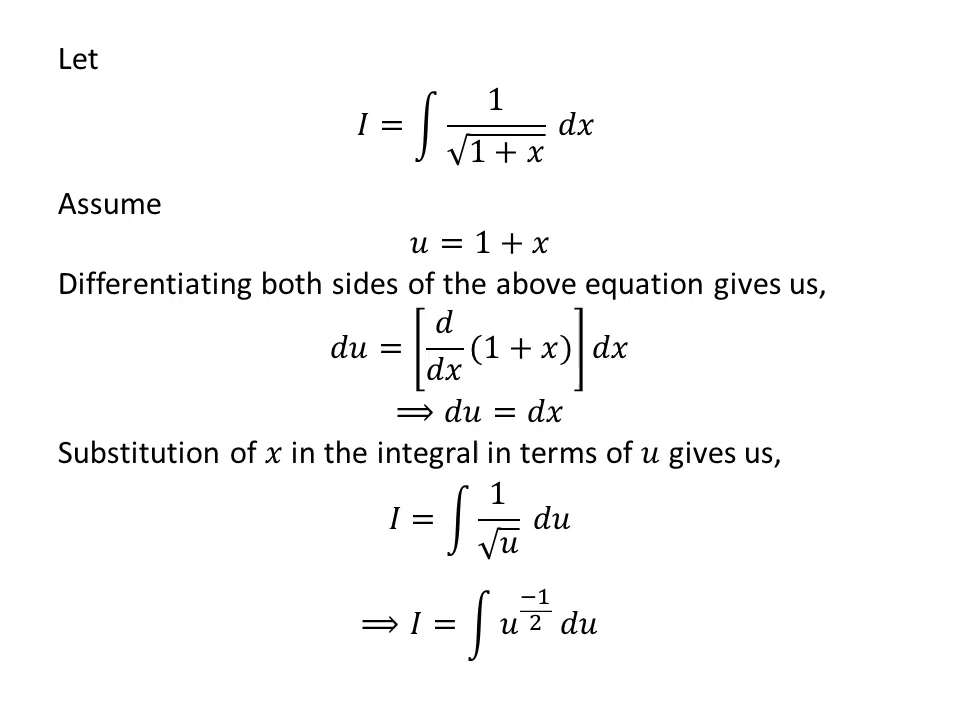 Let
I = ∫ 1/√(1 + x) dx
Assume
u = 1 + x
Differentiating both sides of the above equation gives us,
du = [d/dx (1 + x)] dx
⟹ du = dx
Substitution of x in the integral in terms of u gives us,
I = ∫ 1/√u du
⟹ I = ∫ u^(−1/2) du